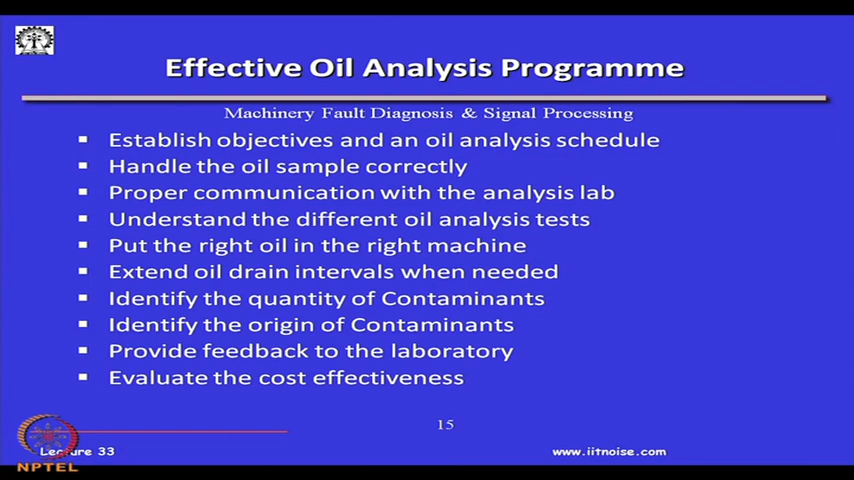 Effective Oil Analysis Programme
Machinery Fault Diagnosis & Signal Processing
Establish objectives and an oil analysis schedule
Handle the oil sample correctly
Proper communication with the analysis lab
Understand the different oil analysis tests
Put the right oil in the right machine
Extend oil drain intervals when needed
Identify the quantity of Contaminants
Identify the origin of Contaminants
Provide feedback to the laboratory
Evaluate the cost effectiveness
15
Lecture 33
www.iitnoise.com
NPTEL